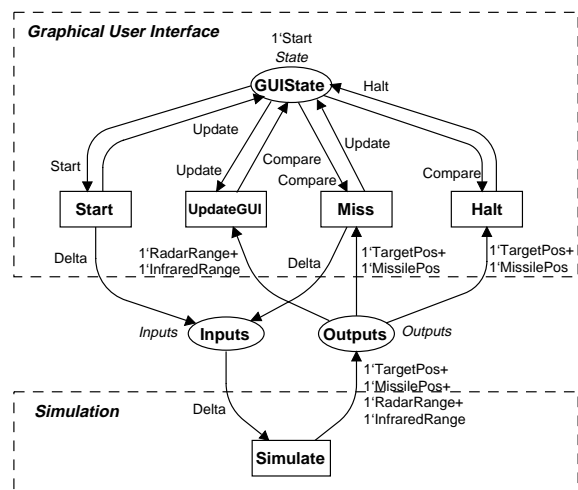 Graphical User Interface
1‘Start
State
GUIState
Halt
Update
Update
Start
Update
Compare
Compare
Compare
Start
UpdateGUI
Miss
Halt
Delta
1‘RadarRange+
1‘InfraredRange
Delta
1‘TargetPos+
1‘MissilePos
1‘TargetPos+
1‘MissilePos
Inputs
Inputs
Outputs
Outputs
1‘TargetPos+
1‘MissilePos+
1‘RadarRange+
1‘InfraredRange
Simulation
Delta
Simulate